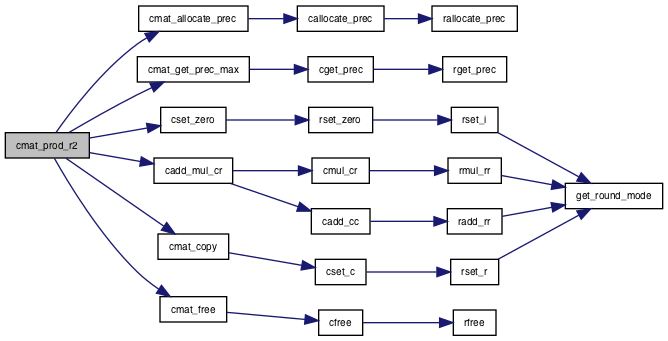 cmat_prod_r2
cmat_allocate_prec
callocate_prec
rallocate_prec
cmat_get_prec_max
cget_prec
rget_prec
cset_zero
rset_zero
rset_i
cadd_mul_cr
cmul_cr
rmul_rr
get_round_mode
cadd_cc
radd_rr
cmat_copy
cset_c
rset_r
cmat_free
cfree
rfree